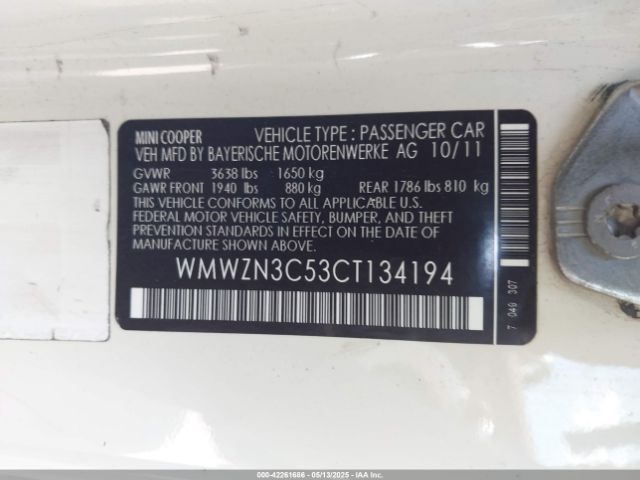 MINI COOPER VEHICLE TYPE : PASSENGER CAR
VEH MFD BY BAYERISCHE MOTORENWERKE AG 10/11
GVWR 3638 lbs 1650 kg
GAWR FRONT 1940 lbs 880 kg REAR 1786 lbs 810 kg
THIS VEHICLE CONFORMS TO ALL APPLICABLE U.S.
FEDERAL MOTOR VEHICLE SAFETY, BUMPER, AND THEFT
PREVENTION STANDARDS IN EFFECT ON THE DATE OF
MANUFACTURE SHOWN ABOVE.
WMWZN3C53CT134194
7 049 307
000-42261686 - 05/13/2025 - IAA INC.